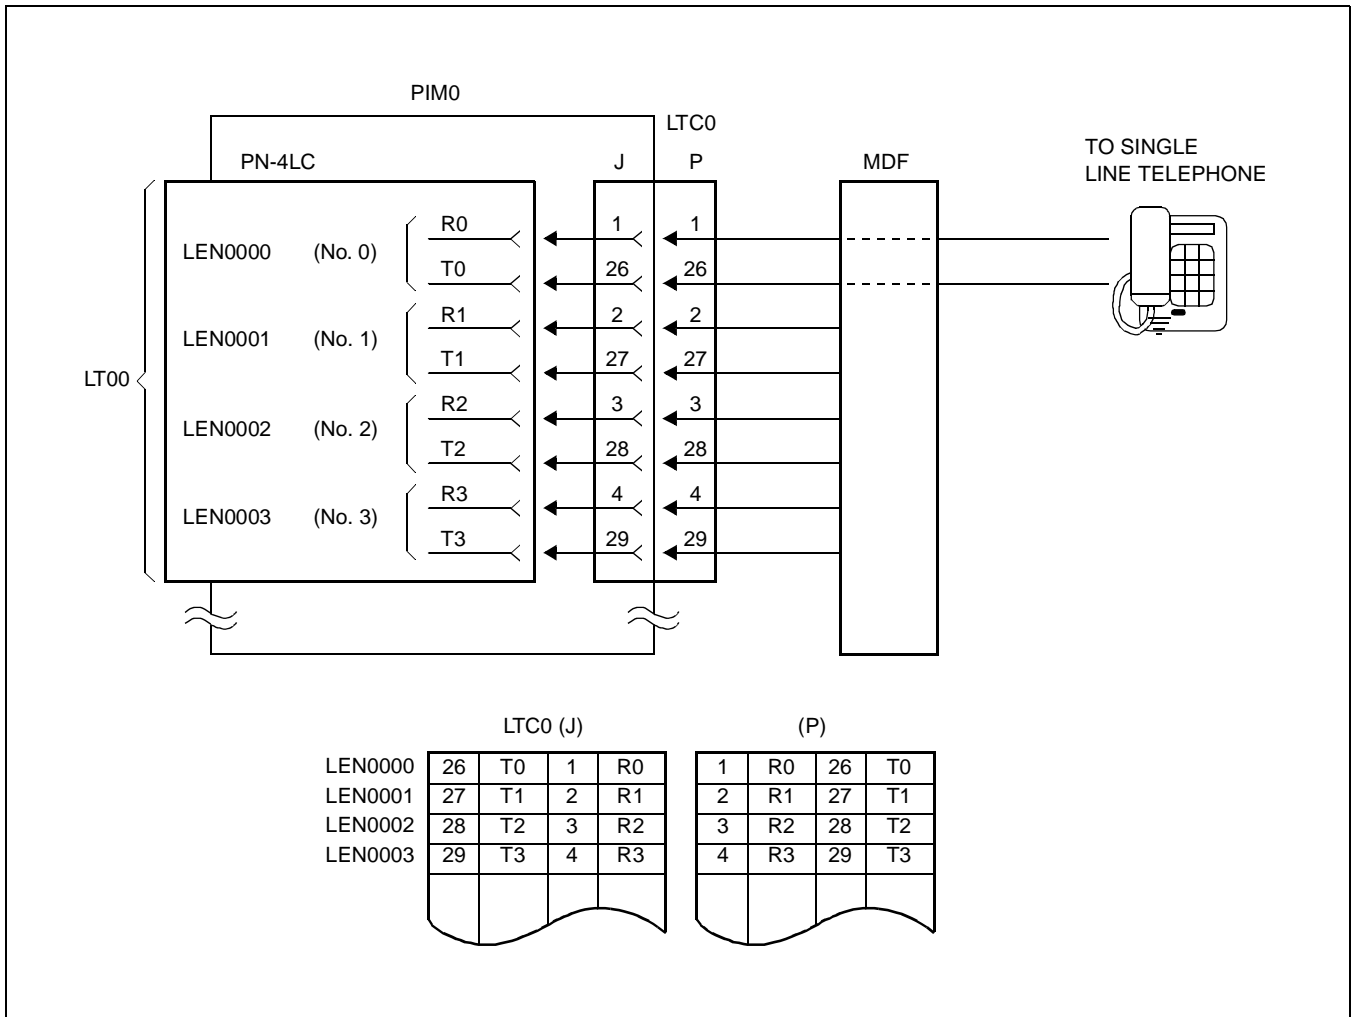 PIM0
LTC0
PN-4LC J P MDF
TO SINGLE
LINE TELEPHONE
R0 1 1
LEN0000 (No. 0)
T0 26 26
R1 2 2
LEN0001 (No. 1)
T1 27 27
LT00
R2 3 3
LEN0002 (No. 2)
T2 28 28
R3 4 4
LEN0003 (No. 3)
T3 29 29
LTC0 (J) (P)
LEN0000 26 T0 1 R0 1 R0 26 T0
LEN0001 27 T1 2 R1 2 R1 27 T1
LEN0002 28 T2 3 R2 3 R2 28 T2
LEN0003 29 T3 4 R3 4 R3 29 T3